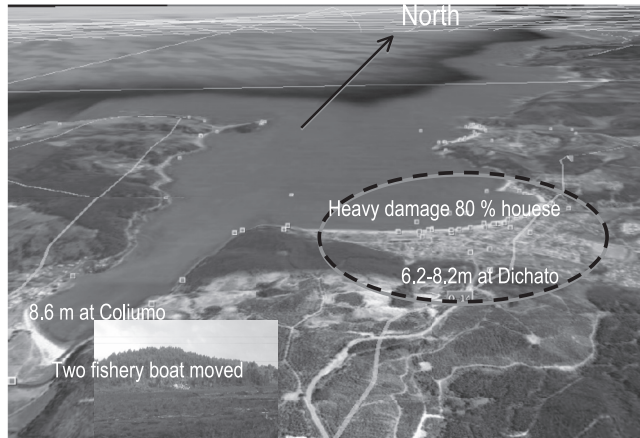 North
Heavy damage 80 % houese
6.2-8.2m at Dichato
8.6 m at Coliumo
Two fishery boat moved